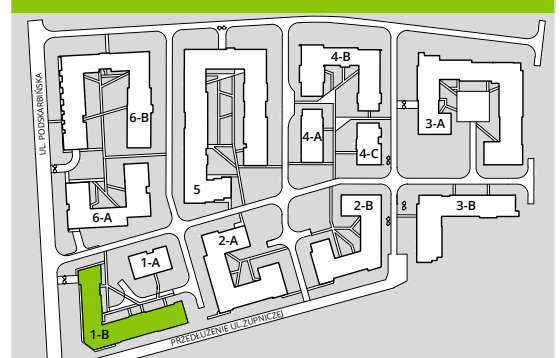 UL. PODSKARBIŃSKA
4-B
6-B
4-A
3-A
4-C
5
6-A
2-B
3-B
2-A
1-A
1-B
PRZEDŁUŻENIE UL.ŻUPNICZEJ